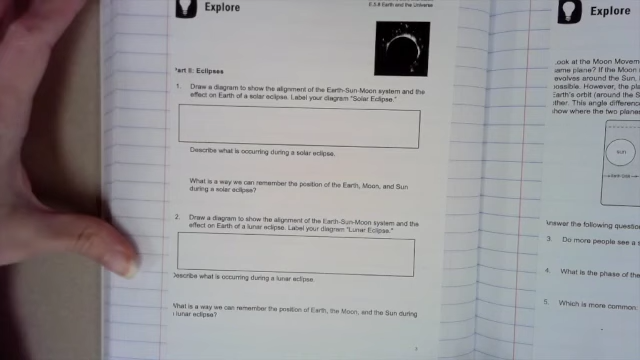 Explore
E.5.9 Earth and the Universe
Part II: Eclipses
1. Draw a diagram to show the alignment of the Earth-Sun-Moon system and the
effect on Earth of a solar eclipse. Label your diagram "Solar Eclipse."
Describe what is occurring during a solar eclipse.
What is a way we can remember the position of the Earth, Moon, and Sun
during a solar eclipse?
2. Draw a diagram to show the alignment of the Earth-Sun-Moon system and the
effect on Earth of a lunar eclipse. Label your diagram "Lunar Eclipse."
Describe what is occurring during a lunar eclipse.
What is a way we can remember the position of Earth, the Moon, and the Sun during
a lunar eclipse?
Explore
Look at the Moon Movem
same plane? If the Moon
revolves around the Sun,
possible. However, the pla
Earth's orbit (around the S
other. This angle differenc
show where the two planes
Sun
Answer the following question
3. Do more people see a s
4. What is the phase of the
5. Which is more common,